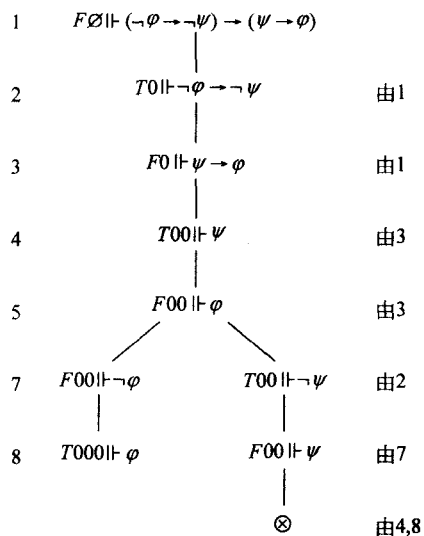 1 F∅⊩(¬φ→¬ψ)→(ψ→φ)
2 T0⊩¬φ→¬ψ 由1
3 F0⊩ψ→φ 由1
4 T00⊩ψ 由3
5 F00⊩φ 由3
7 F00⊩¬φ T00⊩¬ψ 由2
8 T000⊩φ F00⊩ψ 由7
⊗ 由4,8